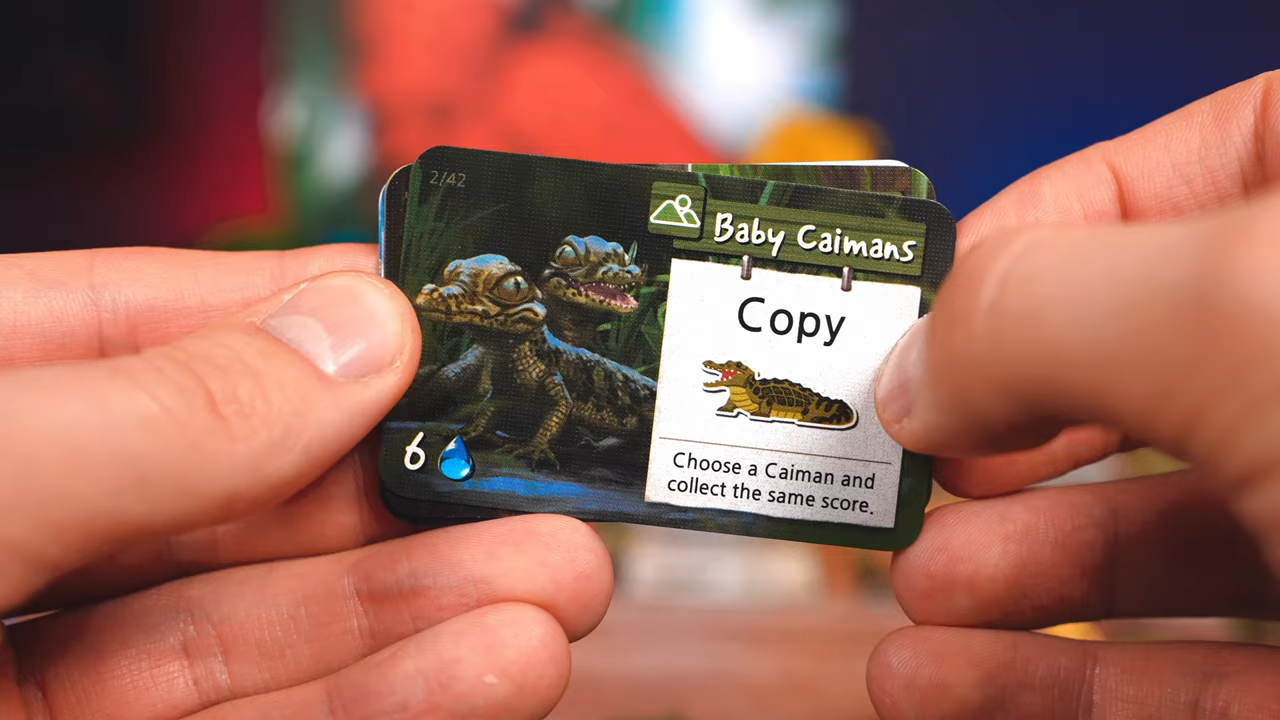 2/42
Baby Caimans
Copy
Choose a Caiman and
collect the same score.
6